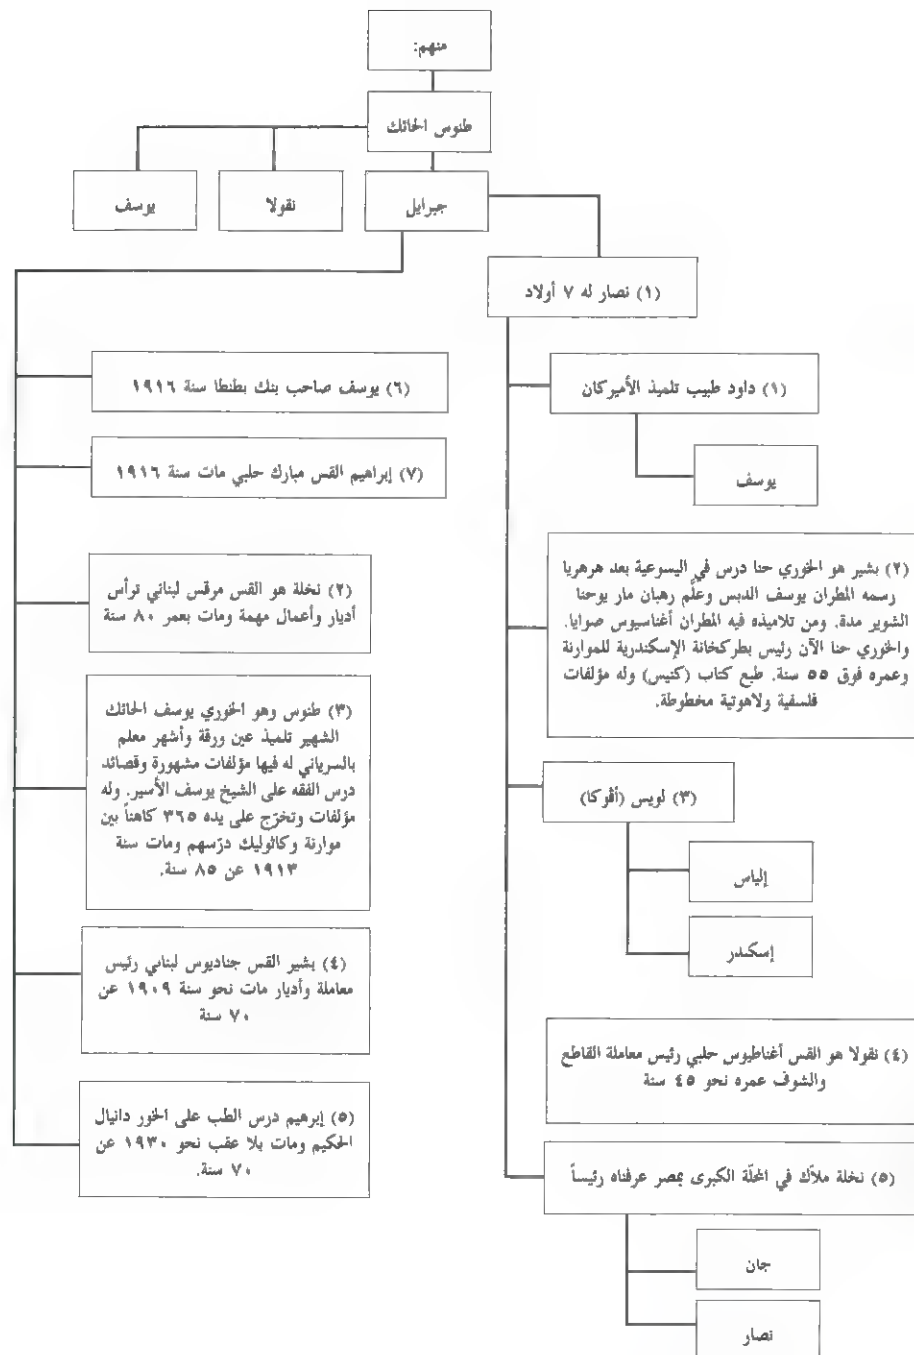 منهم:
طنوس الحائك
جبرايل
نقولا
يوسف
(١) نصار له ٧ أولاد
(١) داود طبيب تلميذ الأميركان
يوسف
(٢) بشير هو الخوري حنا درس في اليسوعية بعد هرهريا
رسمه المطران يوسف الدبس وعلّم رهبان مار يوحنا
الشوير مدة. ومن تلاميذه فيه المطران أغناسيوس صوايا.
والخوري حنا الآن رئيس بطركخانة الإسكندرية للموارنة
وعمره فوق ٥٥ سنة. طبع كتاب (كنيس) وله مؤلفات
فلسفية ولاهوتية مخطوطة.
(٣) لويس (أڤوكا)
إلياس
إسكندر
(٤) نقولا هو القس أغناطيوس حلبي رئيس معاملة القاطع
والشوف عمره نحو ٤٥ سنة
(٥) نخلة ملاّك في المحلّة الكبرى بمصر عرفناه رئيساً
جان
نصار
(٦) يوسف صاحب بنك بطنطا سنة ١٩١٦
(٧) إبراهيم القس مبارك حلبي مات سنة ١٩١٦
(٢) نخلة هو القس مرقس لبناني ترأس
أديار وأعمال مهمة ومات بعمر ٨٠ سنة
(٣) طنوس وهو الخوري يوسف الحائك
الشهير تلميذ عين ورقة وأشهر معلم
بالسرياني له فيها مؤلفات مشهورة وقصائد
درس الفقه على الشيخ يوسف الأسير. وله
مؤلفات وتخرّج على يده ٣٦٥ كاهناً بين
موارنة وكاثوليك درّسهم ومات سنة
١٩١٣ عن ٨٥ سنة.
(٤) بشير القس جناديوس لبناني رئيس
معاملة وأديار مات نحو سنة ١٩٠٩ عن
٧٠ سنة
(٥) إبرهيم درس الطب على الخور دانيال
الحكيم ومات بلا عقب نحو ١٩٣٠ عن
٧٠ سنة.